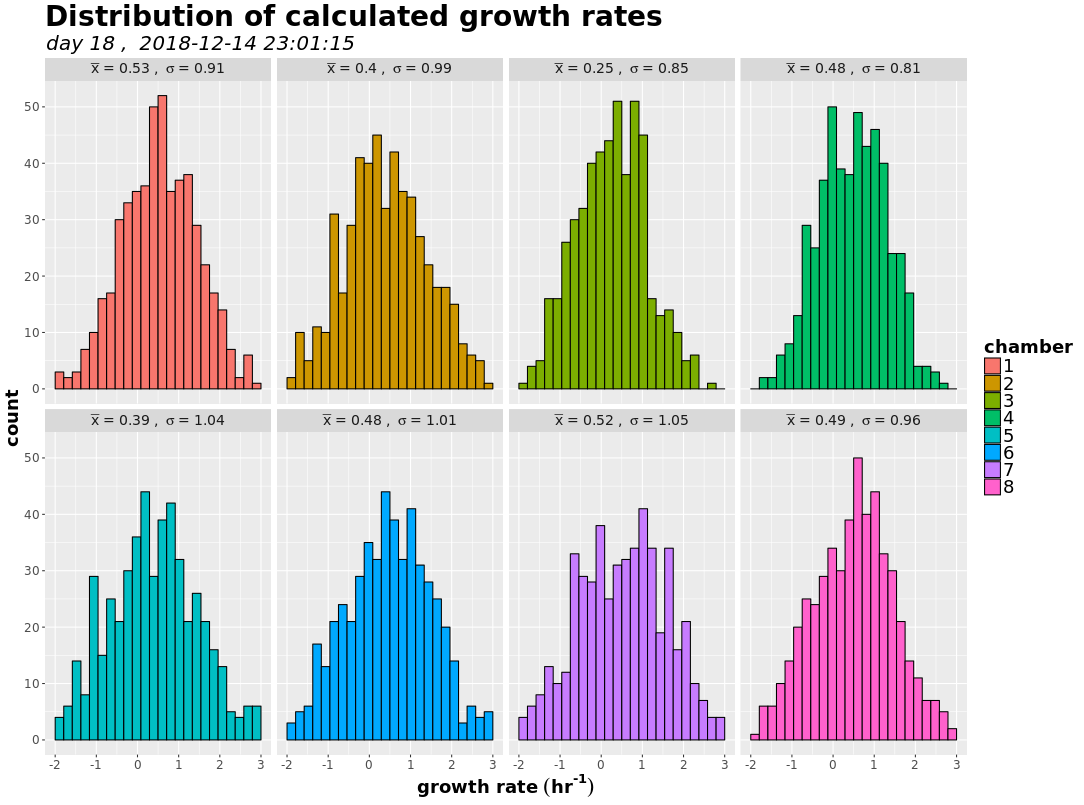 Distribution of calculated growth rates
day 18 , 2018-12-14 23:01:15
x̅ = 0.53 , σ = 0.91
x̅ = 0.4 , σ = 0.99
x̅ = 0.25 , σ = 0.85
x̅ = 0.48 , σ = 0.81
50
40
30
20
10
0
x̅ = 0.39 , σ = 1.04
x̅ = 0.48 , σ = 1.01
x̅ = 0.52 , σ = 1.05
x̅ = 0.49 , σ = 0.96
50
40
30
20
10
0
-2 -1 0 1 2 3
-2 -1 0 1 2 3
-2 -1 0 1 2 3
-2 -1 0 1 2 3
count
growth rate (hr⁻¹)
chamber
1
2
3
4
5
6
7
8